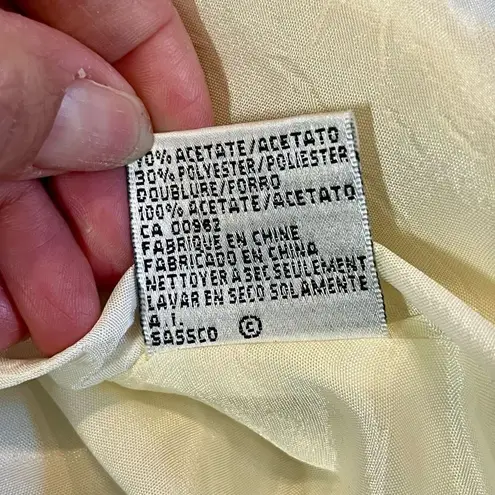 70% ACETATE/ACETATO
30% POLYESTER/POLIESTER
DOUBLURE/FORRO
100% ACETATE/ACETATO
CA 00962
FABRIQUE EN CHINE
FABRICADO EN CHINA
NETTOYER A SEC SEULEMENT
LAVAR EN SECO SOLAMENTE
A.I.
SASSCO ©